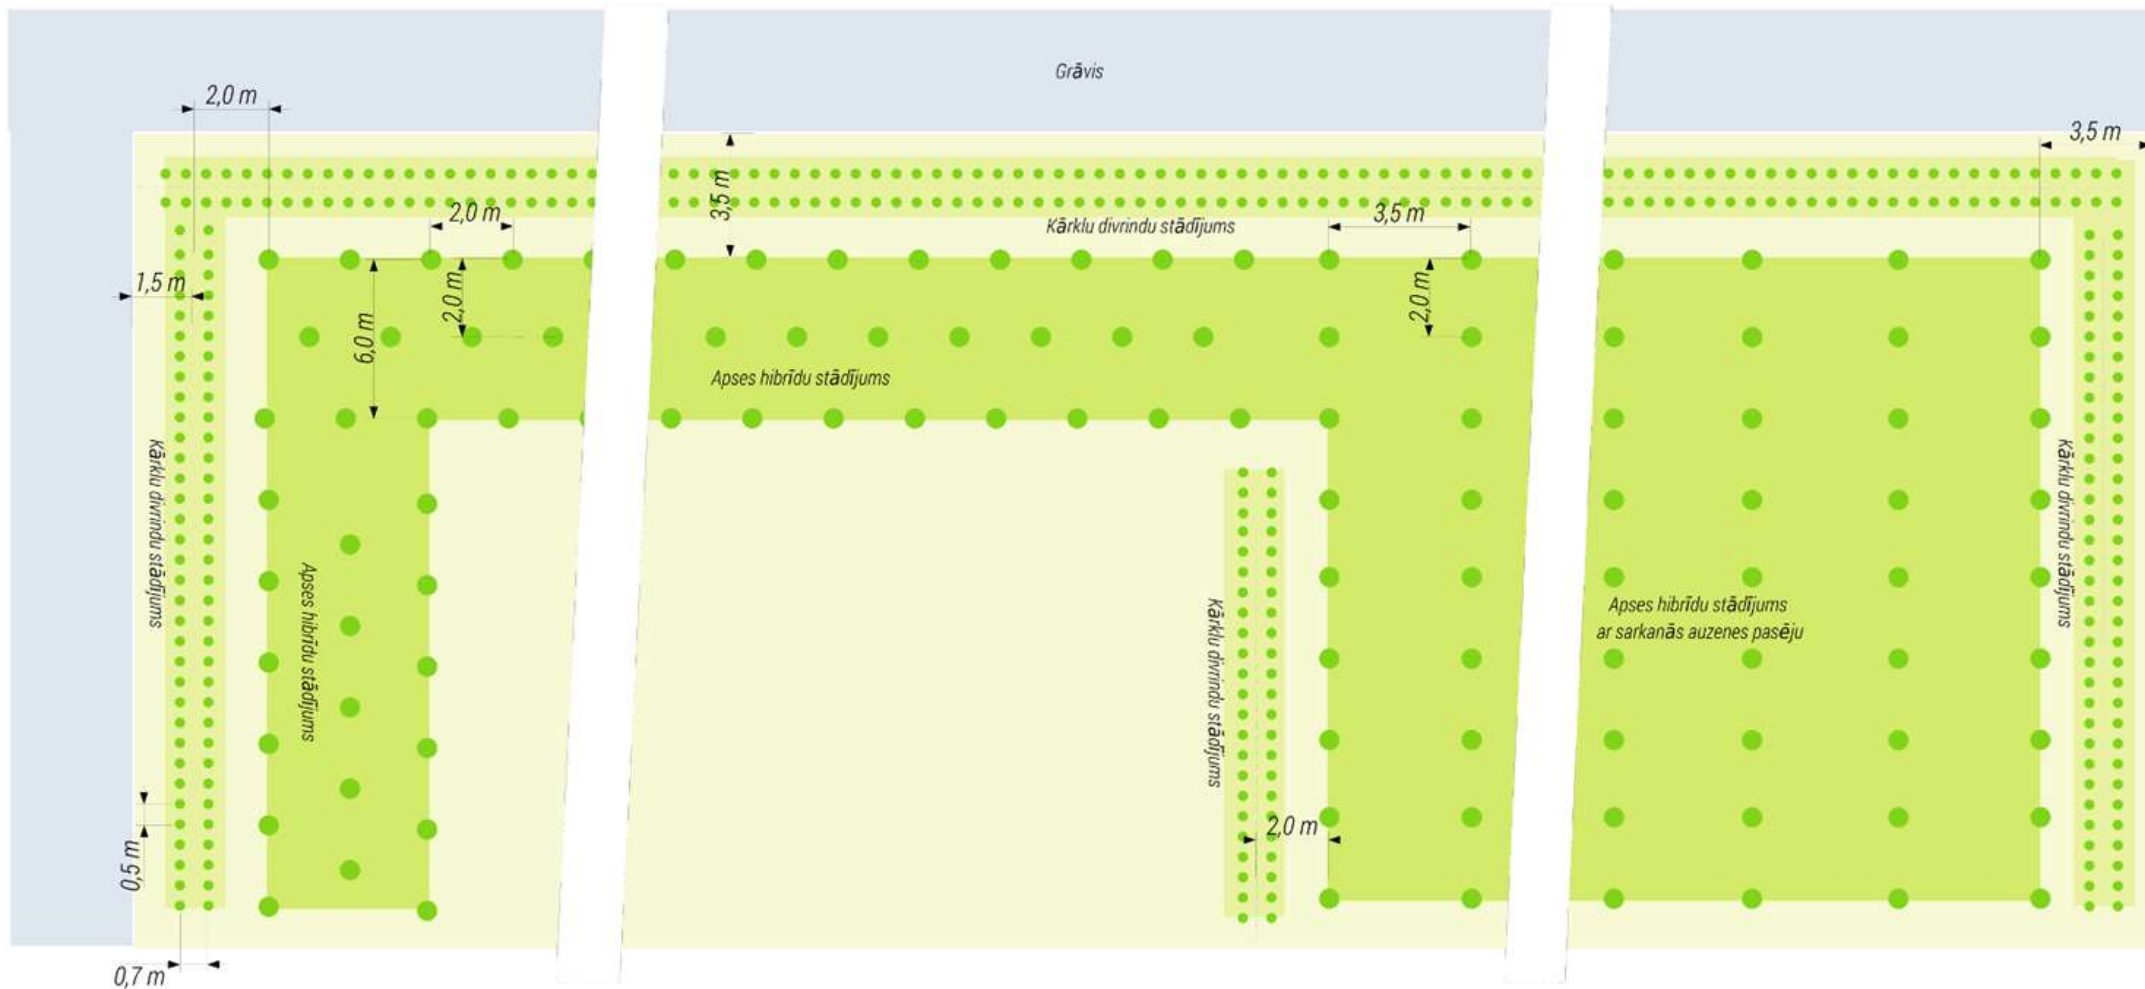 Grāvis
2,0 m
3,5 m
3,5 m
2,0 m
Kārklu divrindu stādījums
3,5 m
1,5 m
6,0 m
2,0 m
2,0 m
Apses hibrīdu stādījums
Kārklu divrindu stādījums
Apses hibrīdu stādījums
Kārklu divrindu stādījums
Apses hibrīdu stādījums
ar sarkanās auzenes pasēju
Kārklu divrindu stādījums
2,0 m
0,5 m
0,7 m